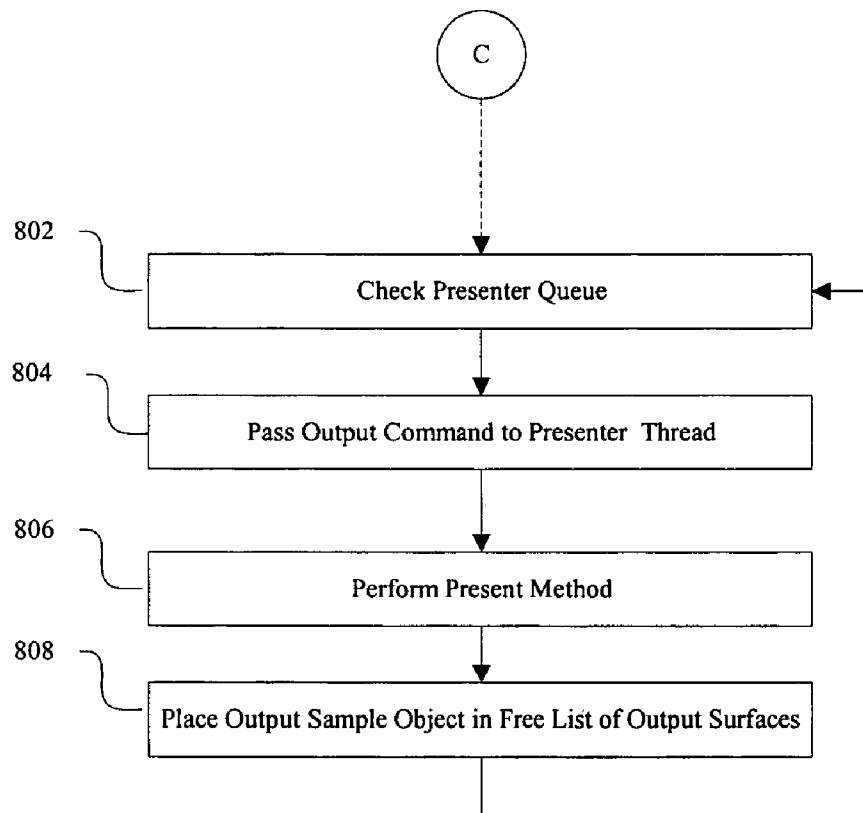 C
802
Check Presenter Queue
804
Pass Output Command to Presenter Thread
806
Perform Present Method
808
Place Output Sample Object in Free List of Output Surfaces